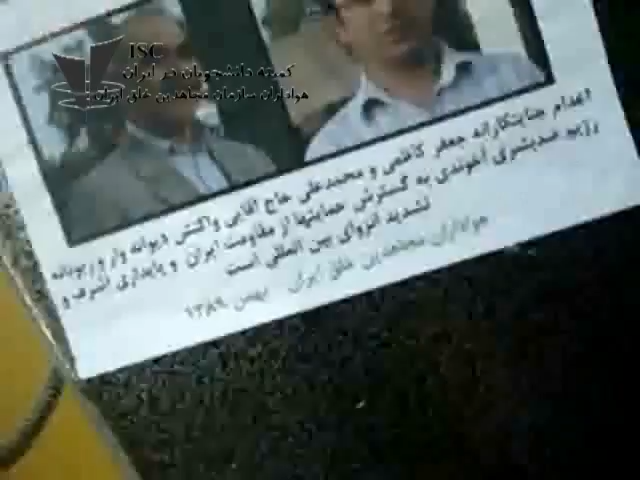 ISC
کمیته دانشجویان در ایران
هواداران سازمان مجاهدین خلق ایران
اعدام جنایتکارانه جعفر کاظمی و محمدعلی حاج آقایی واکنش دیوانه وار و زبونانه
رژیم ضدبشری آخوندی به گسترش حمایتها از مقاومت ایران و پایداری اشرف و
تشدید انزوای بین المللی است
هواداران مجاهدین خلق ایران بهمن ۱۳۸۹